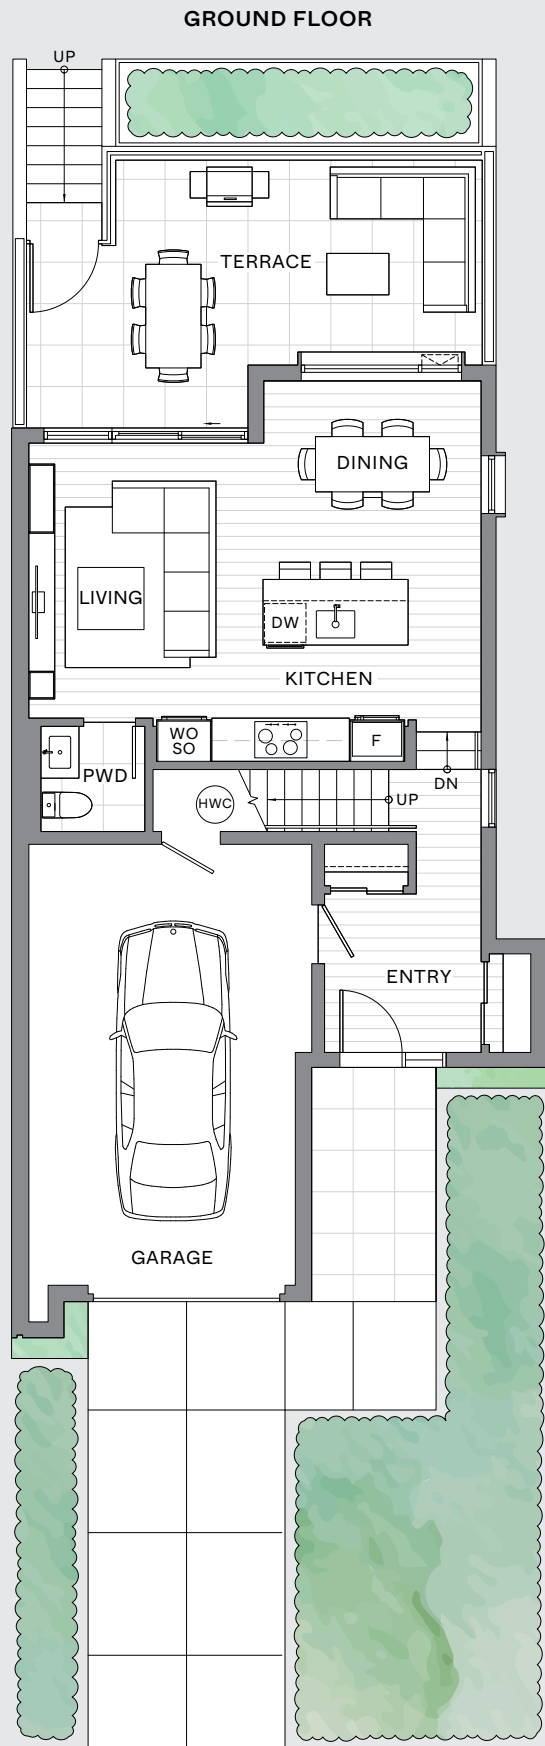 GROUND FLOOR
UP
TERRACE
DINING
LIVING
DW
KITCHEN
WO
SO
F
PWD
DN
HWC
UP
ENTRY
GARAGE